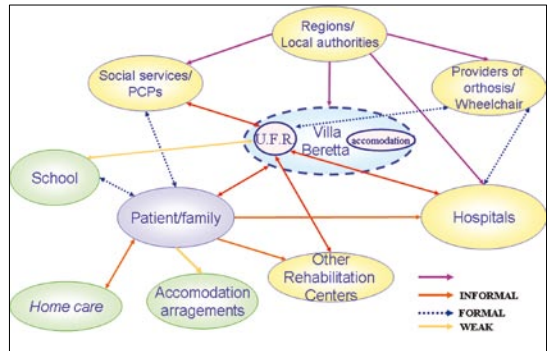 Regions/
Local authorities
Social services/
PCPs
Providers of
orthosis/
Wheelchair
U.F.R.
Villa
Beretta
accomodation
School
Patient/family
Hospitals
Other
Rehabilitation
Centers
Home care
Accomodation
arragements
INFORMAL
FORMAL
WEAK